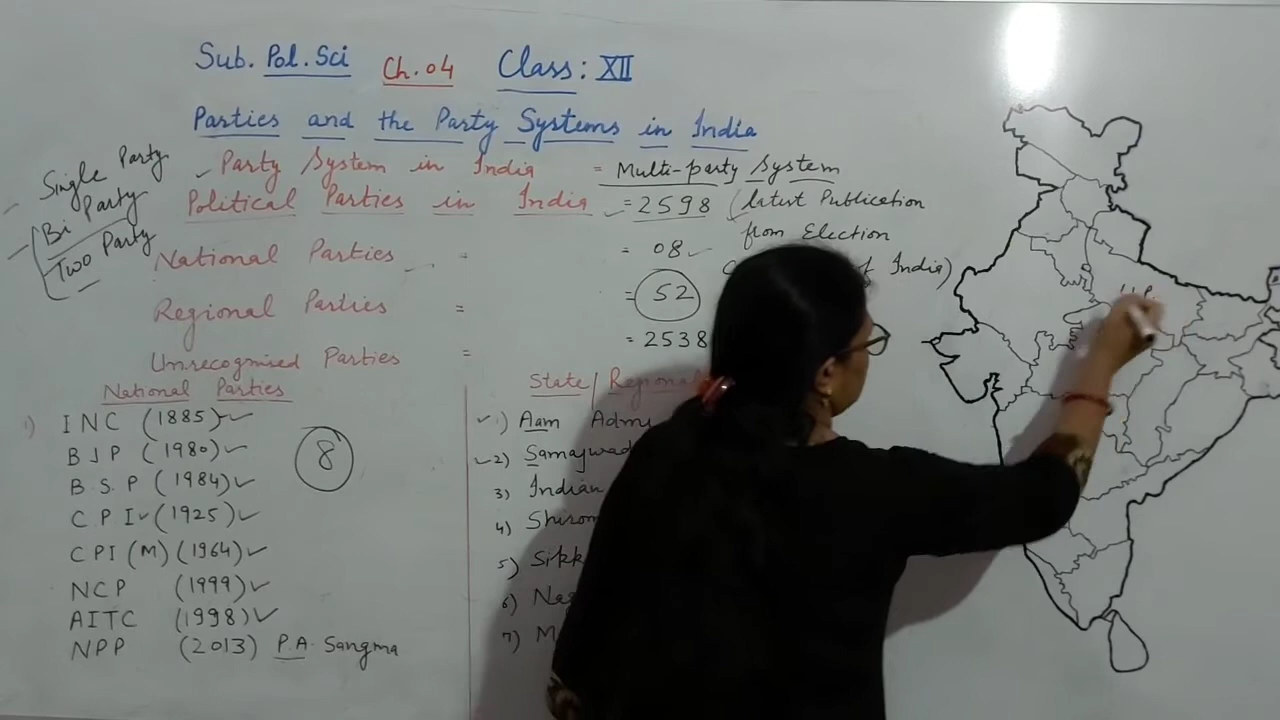 Sub. Pol. Sci Ch. 04 Class: XII
Parties and the Party Systems in India
Single Party
Bi Party
Two Party
Party System in India = Multi-party System
Political Parties in India = 2598 (latest Publication
from Election
of India)
National Parties = 08
Regional Parties = 52
Unrecognised Parties = 2538
National Parties
1) INC (1885)
BJP (1980)
B.S.P (1984)
CPI (1925)
CPI (M) (1964)
NCP (1999)
AITC (1998)
NPP (2013) P.A. Sangma
8
State/Regional
1) Aam Admi
2) Samajwad
3) Indian
4) Shirom
5) Sikk
6) Nag
7) M
U.P.